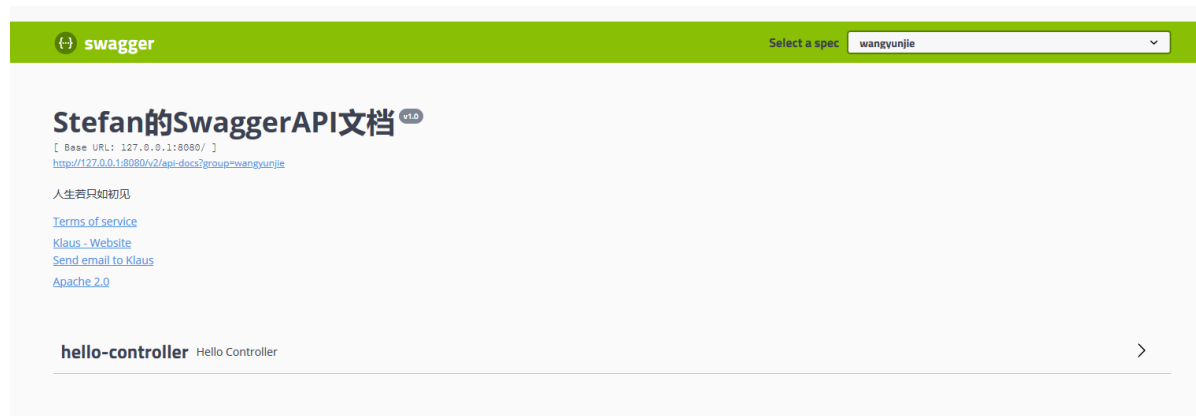 swagger Select a spec wangyunjie
Stefan的SwaggerAPI文档 v1.0
[ Base URL: 127.0.0.1:8080/ ]
http://127.0.0.1:8080/v2/api-docs?group=wangyunjie
人生若只如初见
Terms of service
Klaus - Website
Send email to Klaus
Apache 2.0
hello-controller Hello Controller